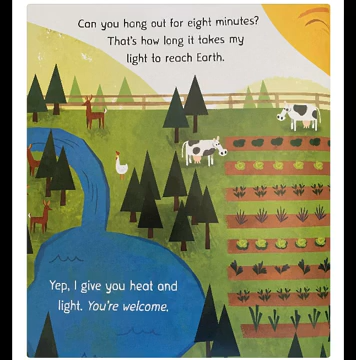 Can you hang out for eight minutes?
That's how long it takes my
light to reach Earth.
Yep, I give you heat and
light. You're welcome.